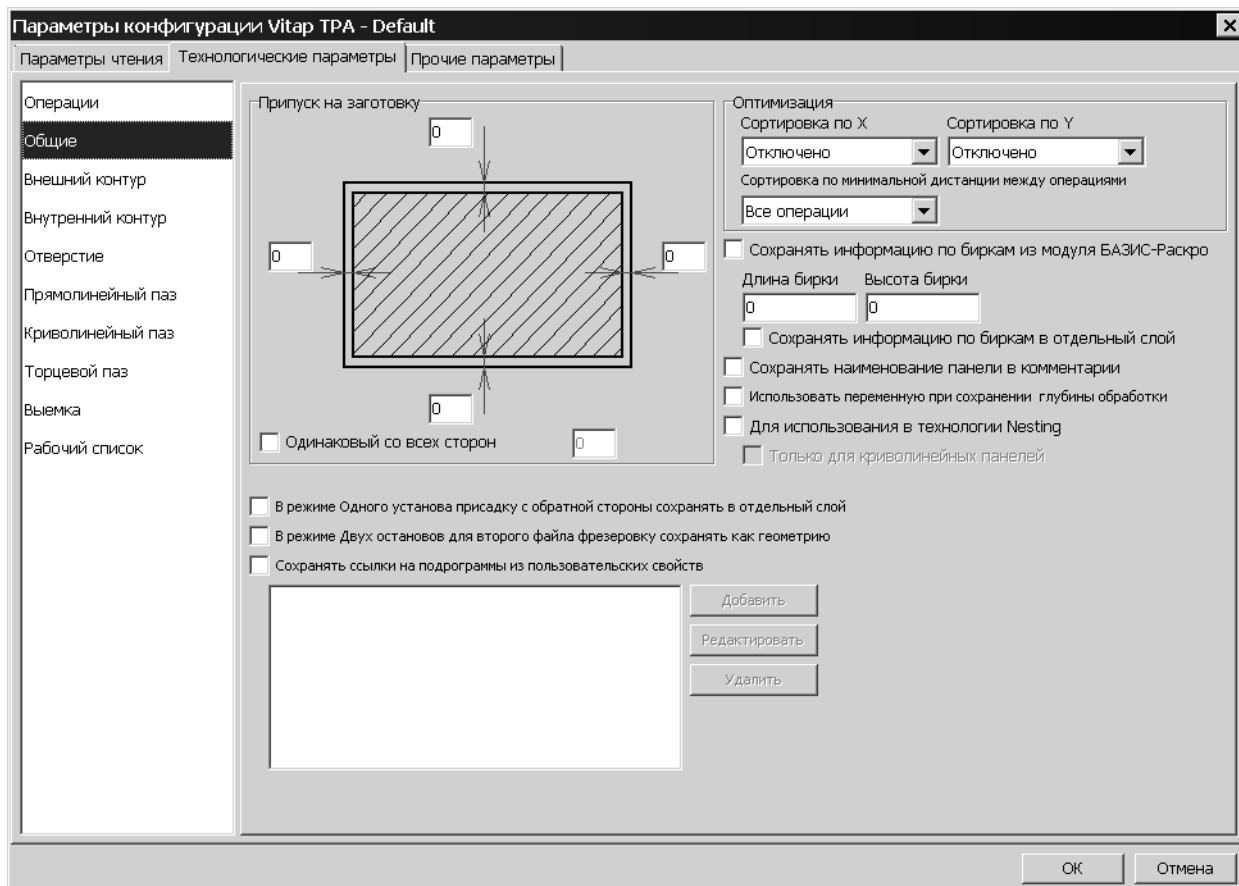 Параметры конфигурации Vitap TPA - Default
Параметры чтения Технологические параметры Прочие параметры
Операции
Общие
Внешний контур
Внутренний контур
Отверстие
Прямолинейный паз
Криволинейный паз
Торцевой паз
Выемка
Рабочий список
Припуск на заготовку
0
0
0
0
Одинаковый со всех сторон 0
Оптимизация
Сортировка по X Сортировка по Y
Отключено Отключено
Сортировка по минимальной дистанции между операциями
Все операции
Сохранять информацию по биркам из модуля БАЗИС-Раскро
Длина бирки Высота бирки
0 0
Сохранять информацию по биркам в отдельный слой
Сохранять наименование панели в комментарии
Использовать переменную при сохранении глубины обработки
Для использования в технологии Nesting
Только для криволинейных панелей
В режиме Одного установа присадку с обратной стороны сохранять в отдельный слой
В режиме Двух остановов для второго файла фрезеровку сохранять как геометрию
Сохранять ссылки на подрограммы из пользовательских свойств
Добавить
Редактировать
Удалить
ОК Отмена